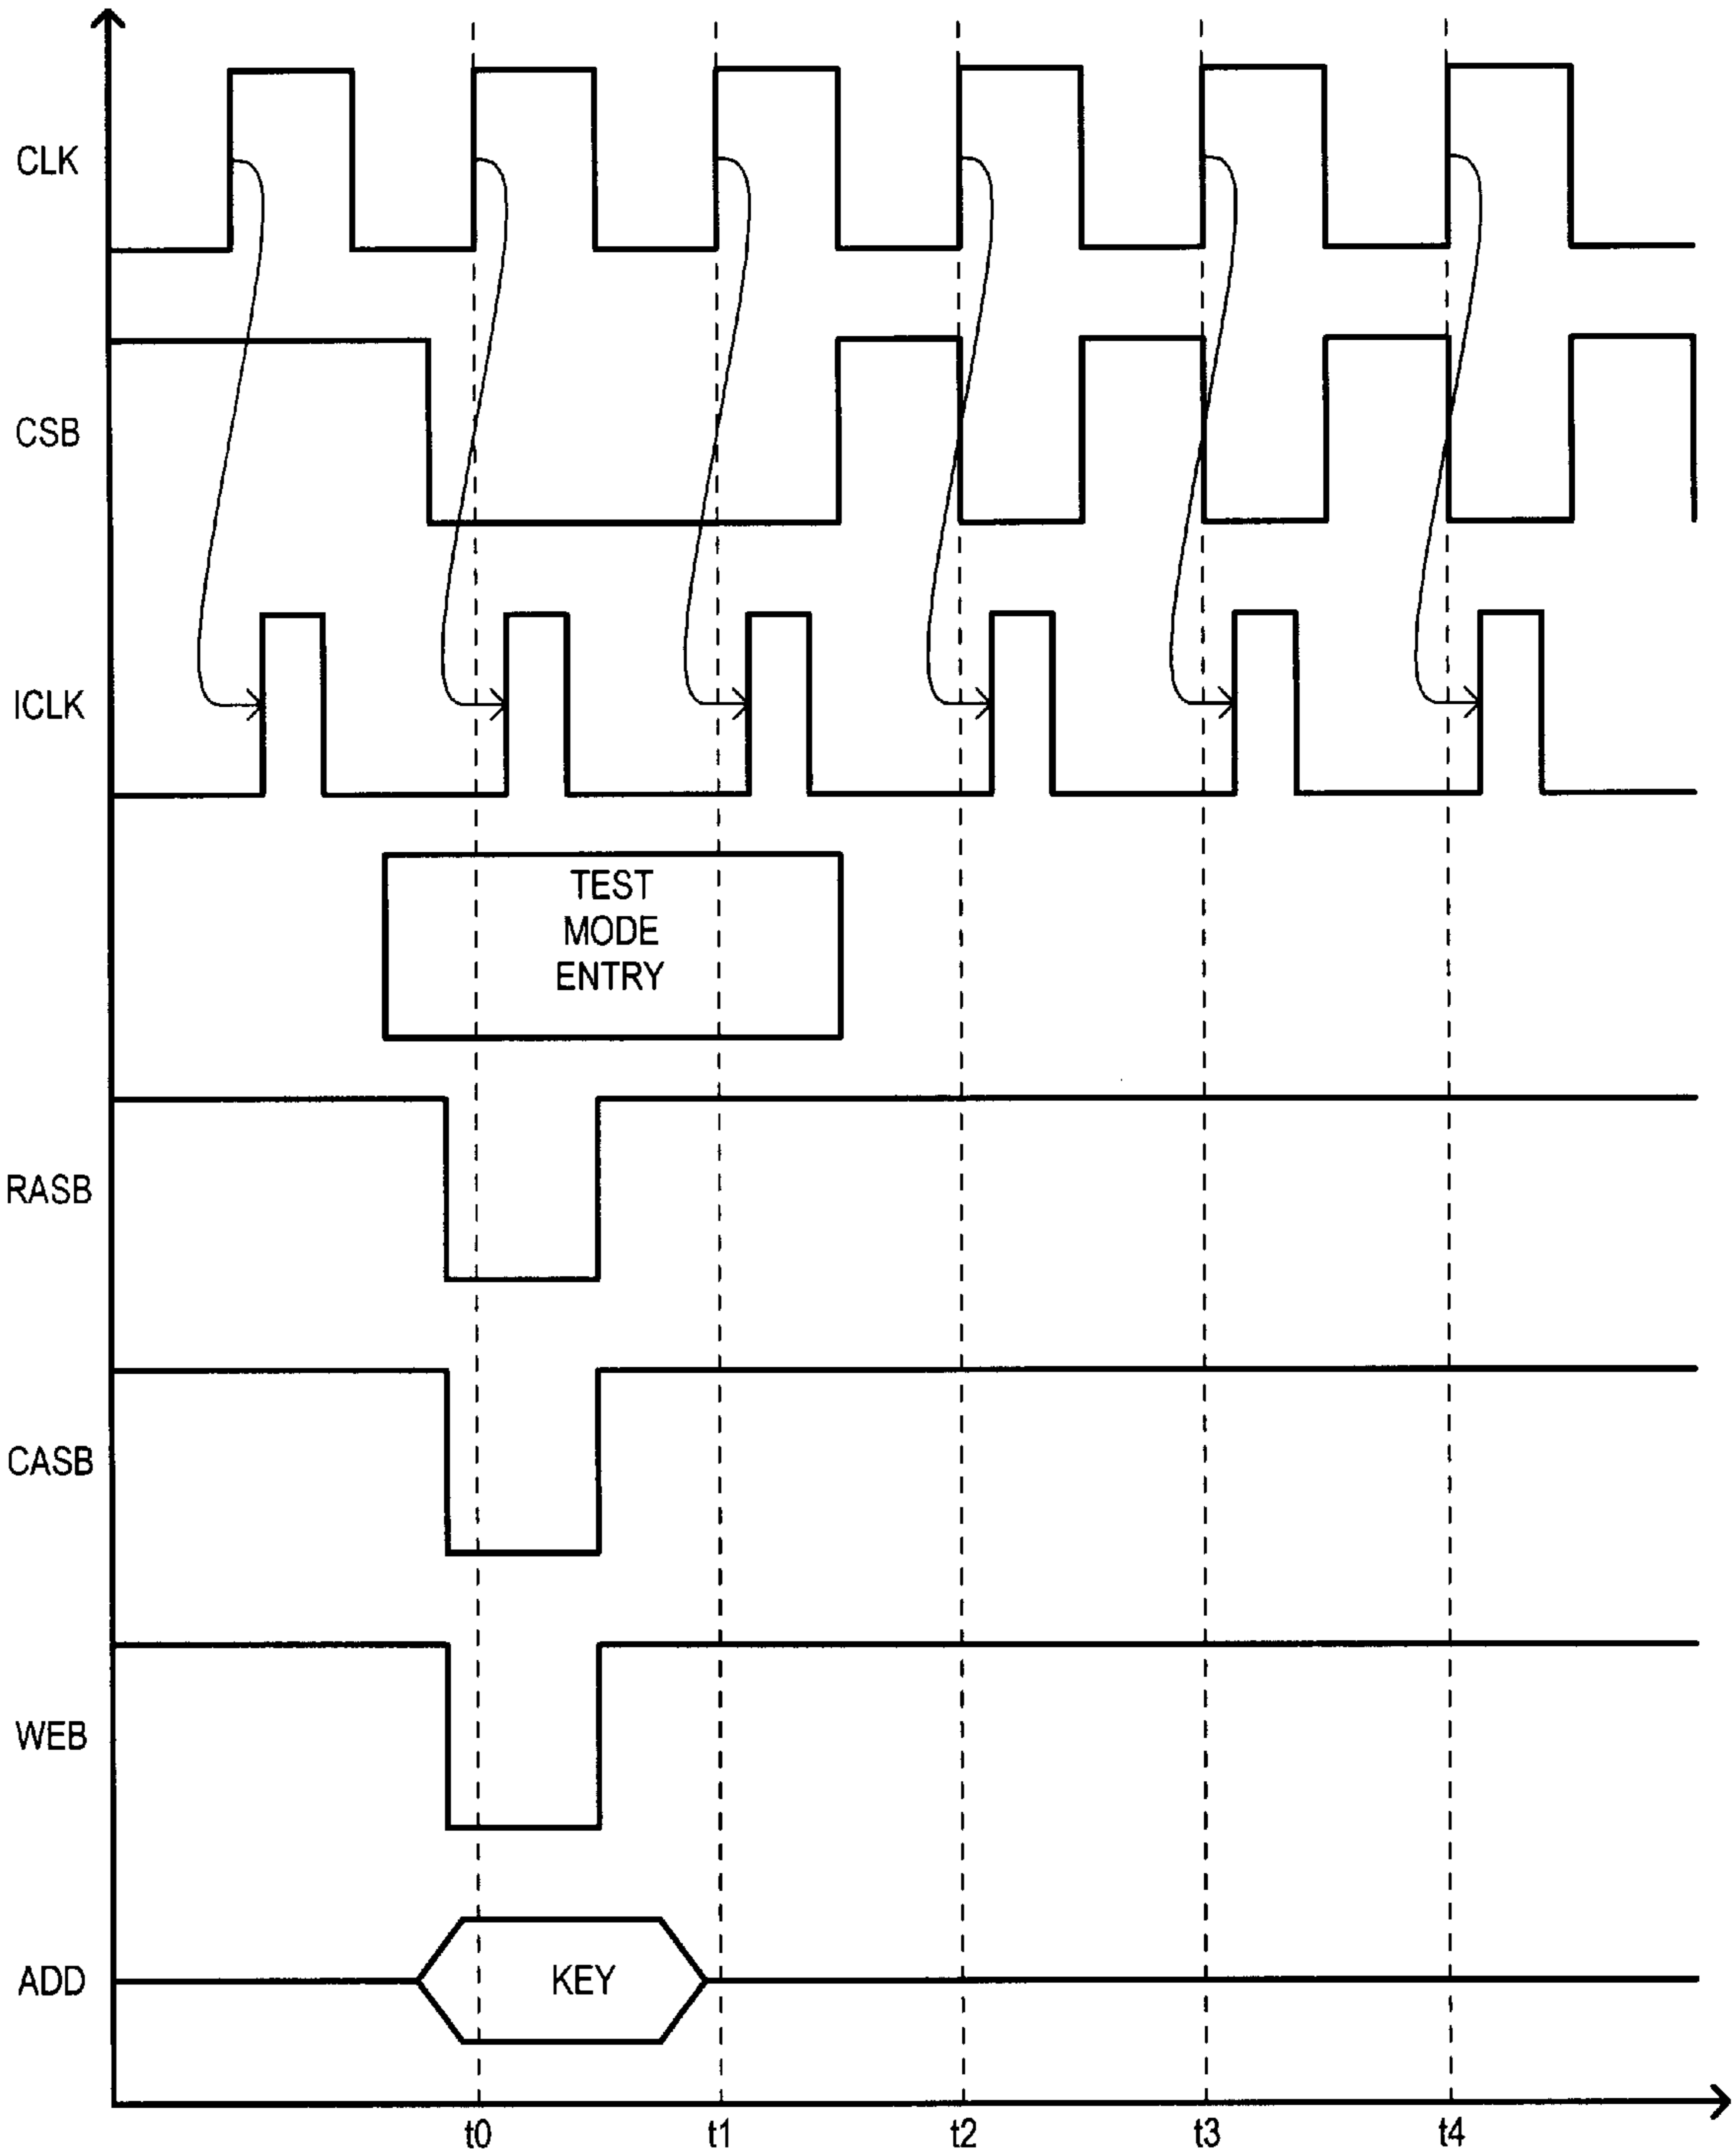 CLK
CSB
ICLK
TEST
MODE
ENTRY
RASB
CASB
WEB
ADD
KEY
t0 t1 t2 t3 t4